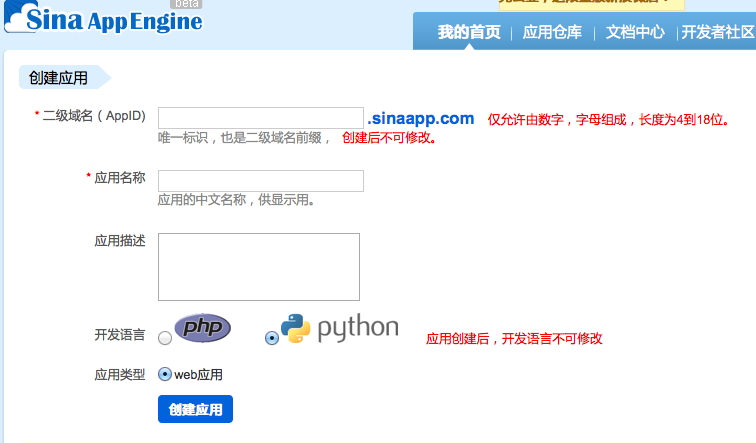 beta
Sina App Engine
我的首页 | 应用仓库 | 文档中心 | 开发者社区
创建应用
* 二级域名（AppID） .sinaapp.com 仅允许由数字，字母组成，长度为4到18位。
唯一标识，也是二级域名前缀， 创建后不可修改。
* 应用名称
应用的中文名称，供显示用。
应用描述
开发语言 php python 应用创建后，开发语言不可修改
应用类型 web应用
创建应用